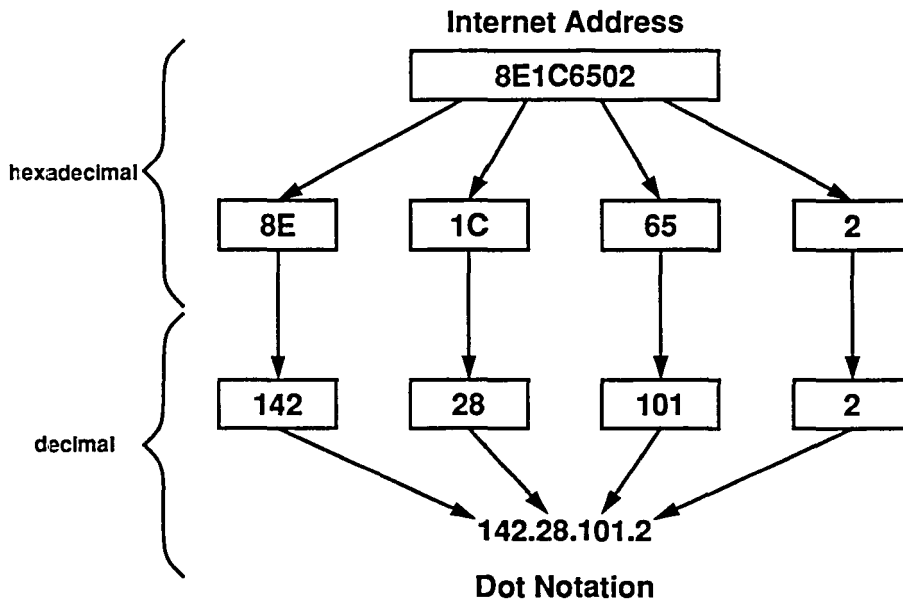 Internet Address
8E1C6502
hexadecimal
8E 1C 65 2
142 28 101 2
decimal
142.28.101.2
Dot Notation